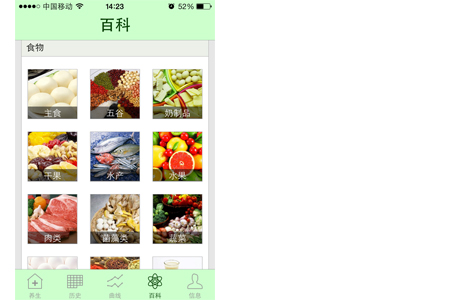 中国移动 14:23 52%
百科
食物
主食 五谷 奶制品
干果 水产 水果
肉类 菌藻类 蔬菜
养生 历史 曲线 百科 信息